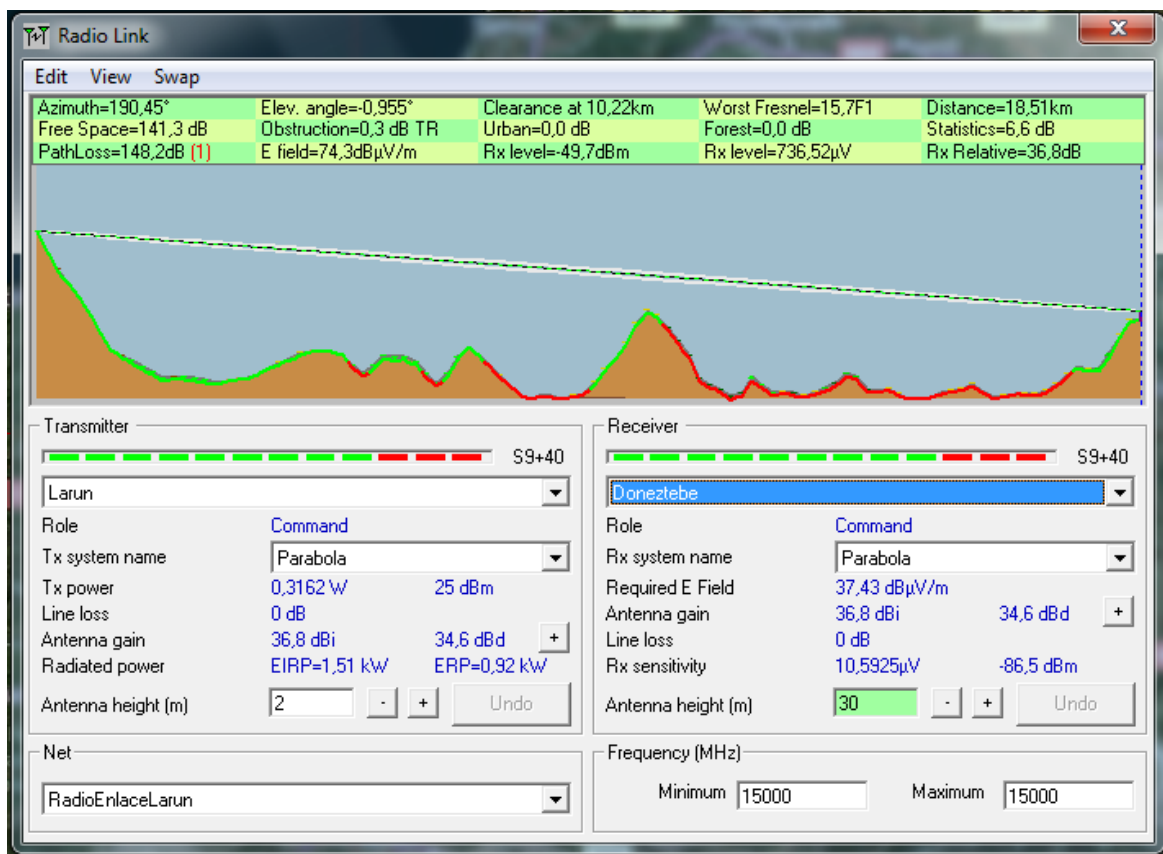 Radio Link
Edit View Swap
Azimuth=190,45° Elev. angle=-0,955° Clearance at 10,22km Worst Fresnel=15,7F1 Distance=18,51km
Free Space=141,3 dB Obstruction=0,3 dB TR Urban=0,0 dB Forest=0,0 dB Statistics=6,6 dB
PathLoss=148,2dB (1) E field=74,3dBµV/m Rx level=-49,7dBm Rx level=736,52µV Rx Relative=36,8dB
Transmitter
S9+40
Larun
Role Command
Tx system name Parabola
Tx power 0,3162 W 25 dBm
Line loss 0 dB
Antenna gain 36,8 dBi 34,6 dBd +
Radiated power EIRP=1,51 kW ERP=0,92 kW
Antenna height (m) 2 - + Undo
Receiver
S9+40
Doneztebe
Role Command
Rx system name Parabola
Required E Field 37,43 dBµV/m
Antenna gain 36,8 dBi 34,6 dBd +
Line loss 0 dB
Rx sensitivity 10,5925µV -86,5 dBm
Antenna height (m) 30 - + Undo
Net
RadioEnlaceLarun
Frequency (MHz)
Minimum 15000 Maximum 15000